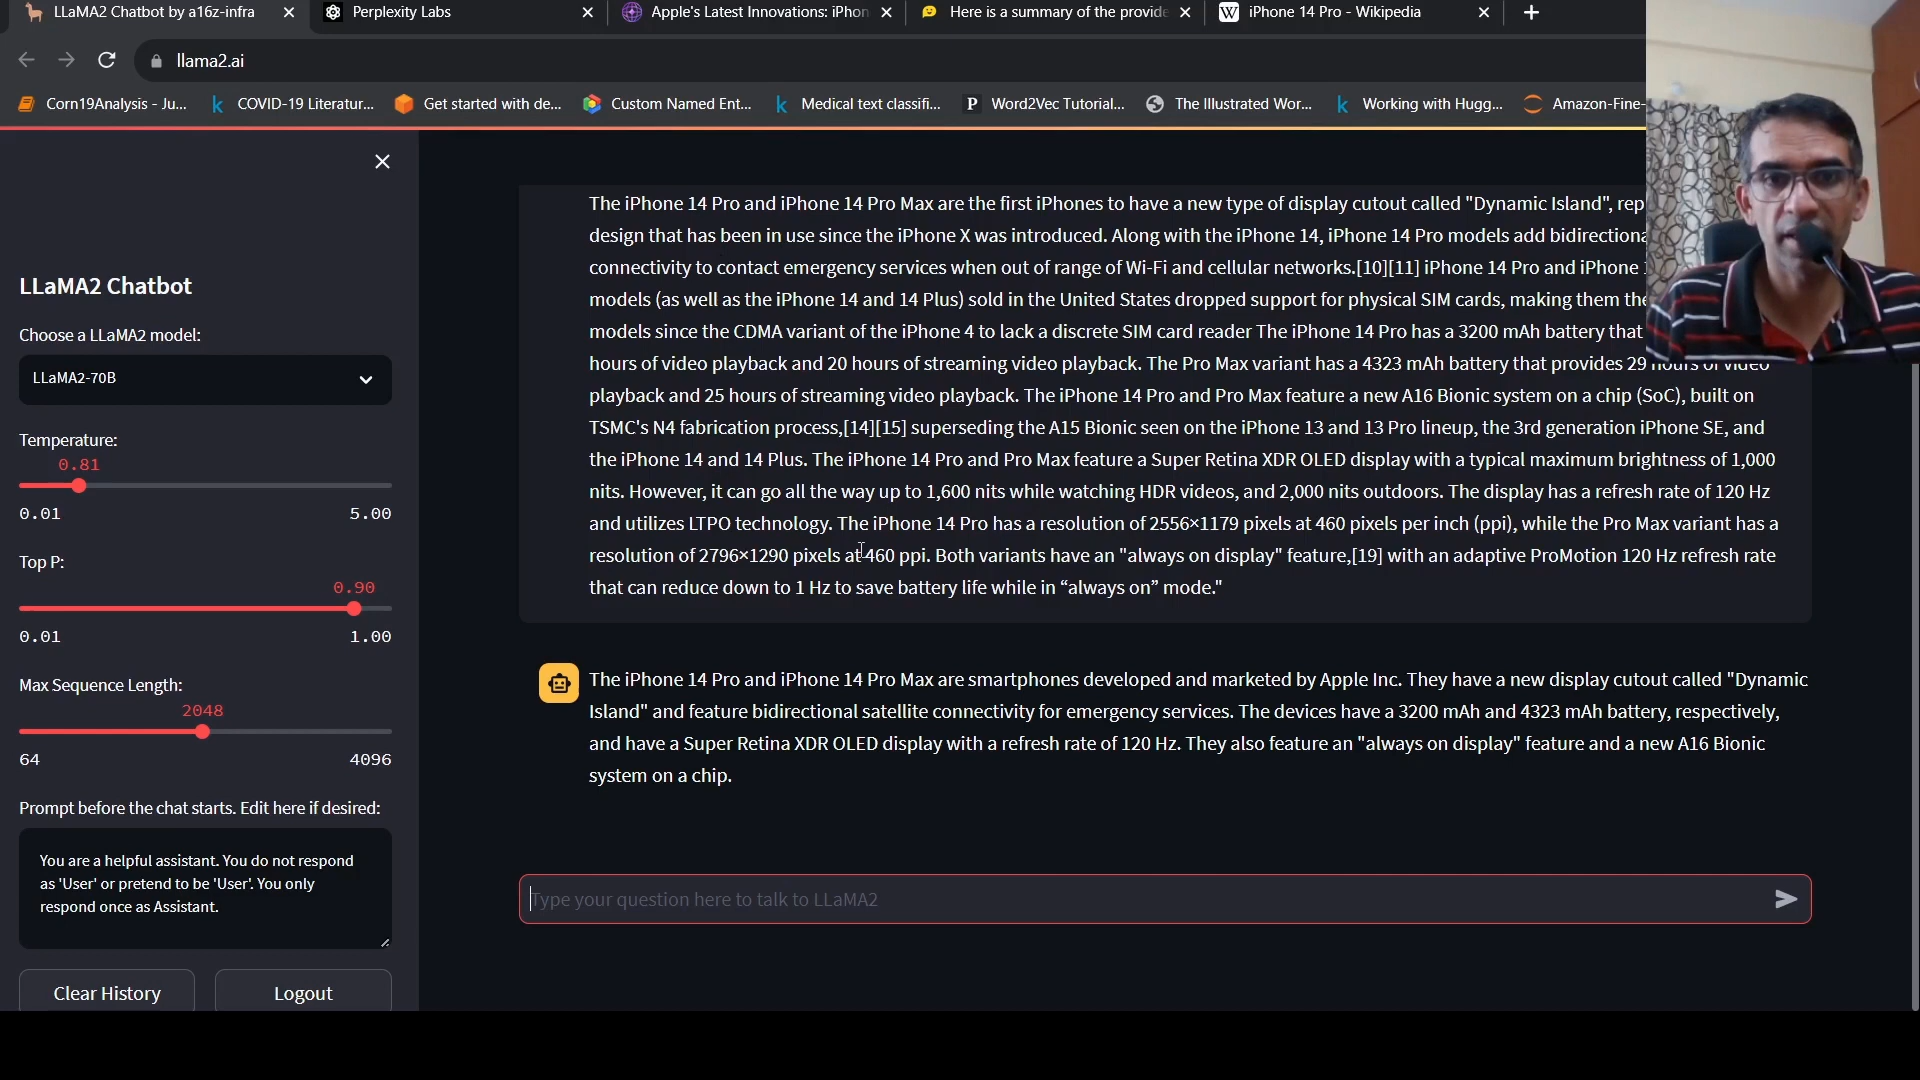 LLaMA2 Chatbot by a16z-infra
Perplexity Labs
Apple's Latest Innovations: iPhon
Here is a summary of the provide
W iPhone 14 Pro - Wikipedia
llama2.ai
Corn19Analysis - Ju...
k COVID-19 Literatur...
Get started with de...
Custom Named Ent...
k Medical text classifi...
P Word2Vec Tutorial...
The Illustrated Wor...
k Working with Hugg...
Amazon-Fine-
LLaMA2 Chatbot
Choose a LLaMA2 model:
LLaMA2-70B
Temperature:
0.81
0.01 5.00
Top P:
0.90
0.01 1.00
Max Sequence Length:
2048
64 4096
Prompt before the chat starts. Edit here if desired:
You are a helpful assistant. You do not respond
as 'User' or pretend to be 'User'. You only
respond once as Assistant.
Clear History
Logout
The iPhone 14 Pro and iPhone 14 Pro Max are the first iPhones to have a new type of display cutout called "Dynamic Island", rep
design that has been in use since the iPhone X was introduced. Along with the iPhone 14, iPhone 14 Pro models add bidirectiona
connectivity to contact emergency services when out of range of Wi-Fi and cellular networks.[10][11] iPhone 14 Pro and iPhone
models (as well as the iPhone 14 and 14 Plus) sold in the United States dropped support for physical SIM cards, making them the
models since the CDMA variant of the iPhone 4 to lack a discrete SIM card reader The iPhone 14 Pro has a 3200 mAh battery that
hours of video playback and 20 hours of streaming video playback. The Pro Max variant has a 4323 mAh battery that provides 29 hours of video
playback and 25 hours of streaming video playback. The iPhone 14 Pro and Pro Max feature a new A16 Bionic system on a chip (SoC), built on
TSMC's N4 fabrication process,[14][15] superseding the A15 Bionic seen on the iPhone 13 and 13 Pro lineup, the 3rd generation iPhone SE, and
the iPhone 14 and 14 Plus. The iPhone 14 Pro and Pro Max feature a Super Retina XDR OLED display with a typical maximum brightness of 1,000
nits. However, it can go all the way up to 1,600 nits while watching HDR videos, and 2,000 nits outdoors. The display has a refresh rate of 120 Hz
and utilizes LTPO technology. The iPhone 14 Pro has a resolution of 2556×1179 pixels at 460 pixels per inch (ppi), while the Pro Max variant has a
resolution of 2796×1290 pixels at 460 ppi. Both variants have an "always on display" feature,[19] with an adaptive ProMotion 120 Hz refresh rate
that can reduce down to 1 Hz to save battery life while in “always on” mode."
The iPhone 14 Pro and iPhone 14 Pro Max are smartphones developed and marketed by Apple Inc. They have a new display cutout called "Dynamic
Island" and feature bidirectional satellite connectivity for emergency services. The devices have a 3200 mAh and 4323 mAh battery, respectively,
and have a Super Retina XDR OLED display with a refresh rate of 120 Hz. They also feature an "always on display" feature and a new A16 Bionic
system on a chip.
Type your question here to talk to LLaMA2